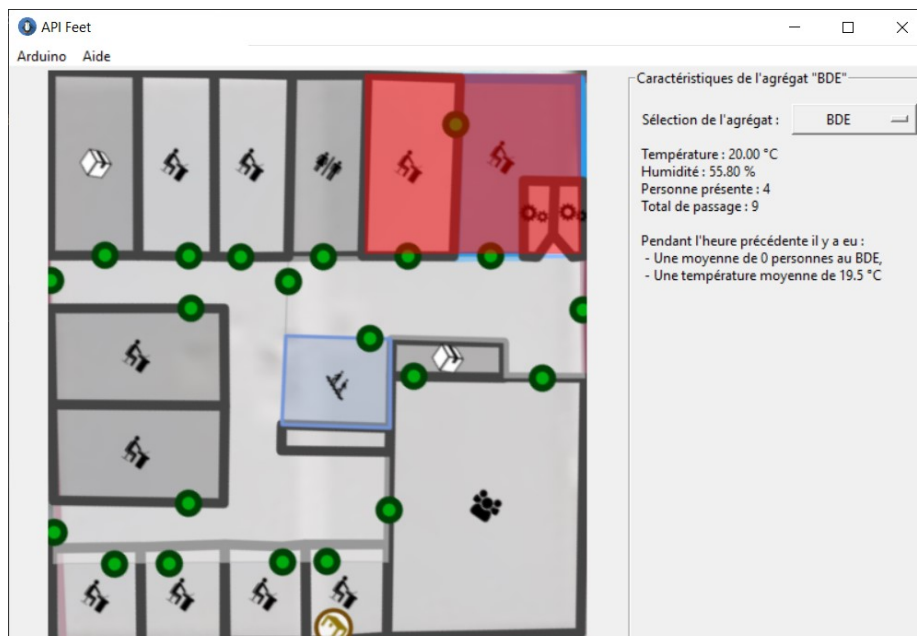 API Feet
Arduino Aide
Caractéristiques de l'agrégat "BDE"
Sélection de l'agrégat : BDE
Température : 20.00 °C
Humidité : 55.80 %
Personne présente : 4
Total de passage : 9
Pendant l'heure précédente il y a eu :
- Une moyenne de 0 personnes au BDE,
- Une température moyenne de 19.5 °C